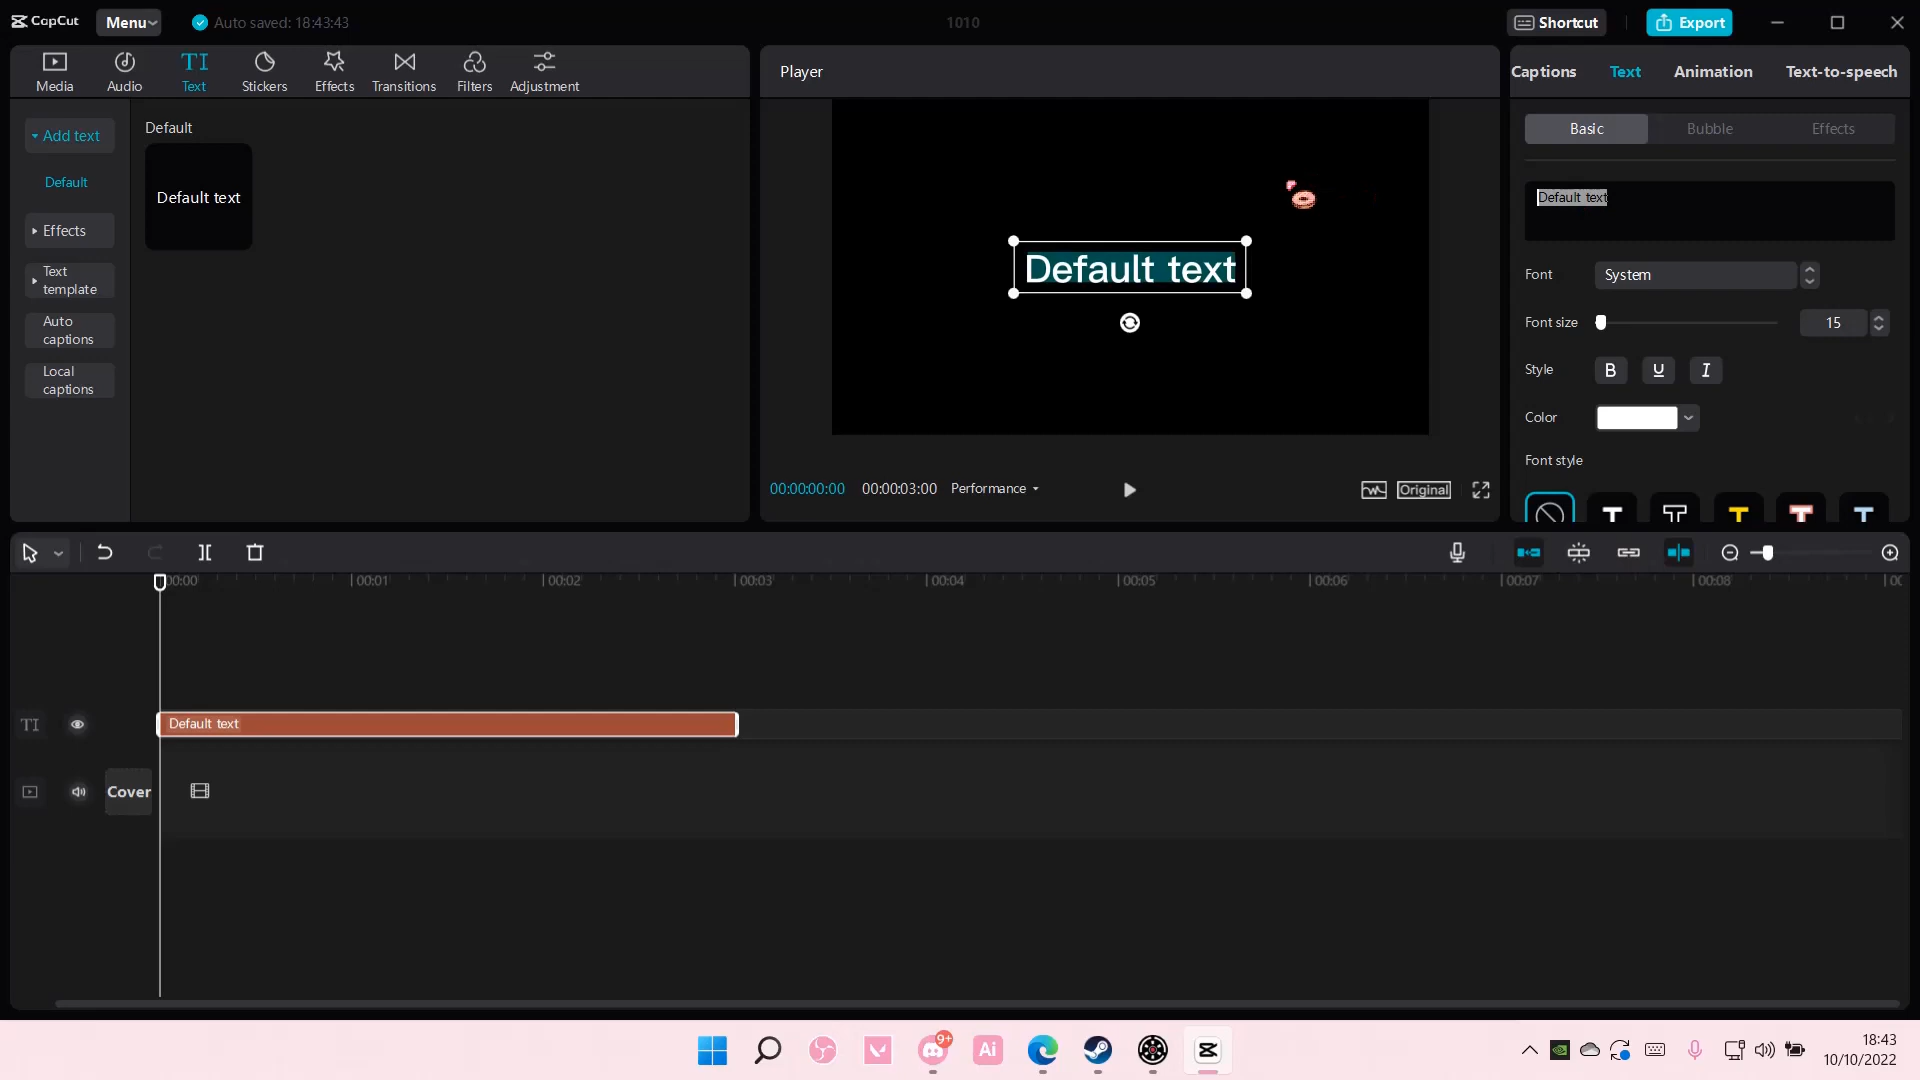 CapCut
Menu
Auto saved: 18:43:43
1010
Shortcut
Export
Media
Audio
TI
Text
Stickers
Effects
Transitions
Filters
Adjustment
Player
Captions
Text
Animation
Text-to-speech
Add text
Default
Effects
Text
template
Auto
captions
Local
captions
Default
Default text
Default text
Basic
Bubble
Effects
Default text
Font
System
Font size
15
Style
B
U
I
Color
Font style
T
T
T
T
T
00:00:00:00
00:00:03:00
Performance
Original
00:00
00:01
00:02
00:03
00:04
00:05
00:06
00:07
00:08
TI
Default text
Cover
9+
Ai
18:43
10/10/2022